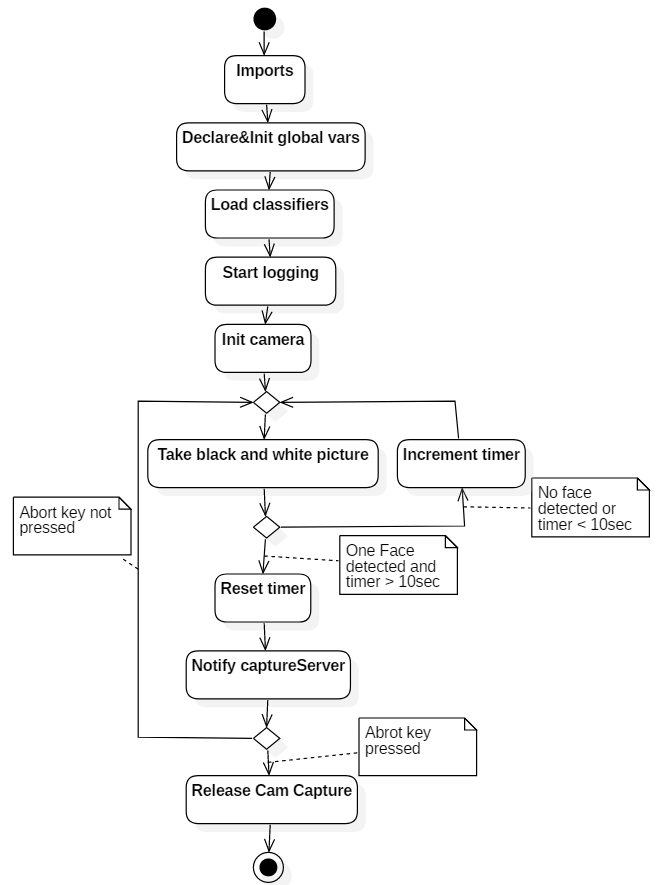 Imports
Declare&Init global vars
Load classifiers
Start logging
Init camera
Take black and white picture
Increment timer
No face
detected or
timer < 10sec
Abort key not
pressed
One Face
detected and
timer > 10sec
Reset timer
Notify captureServer
Abrot key
pressed
Release Cam Capture